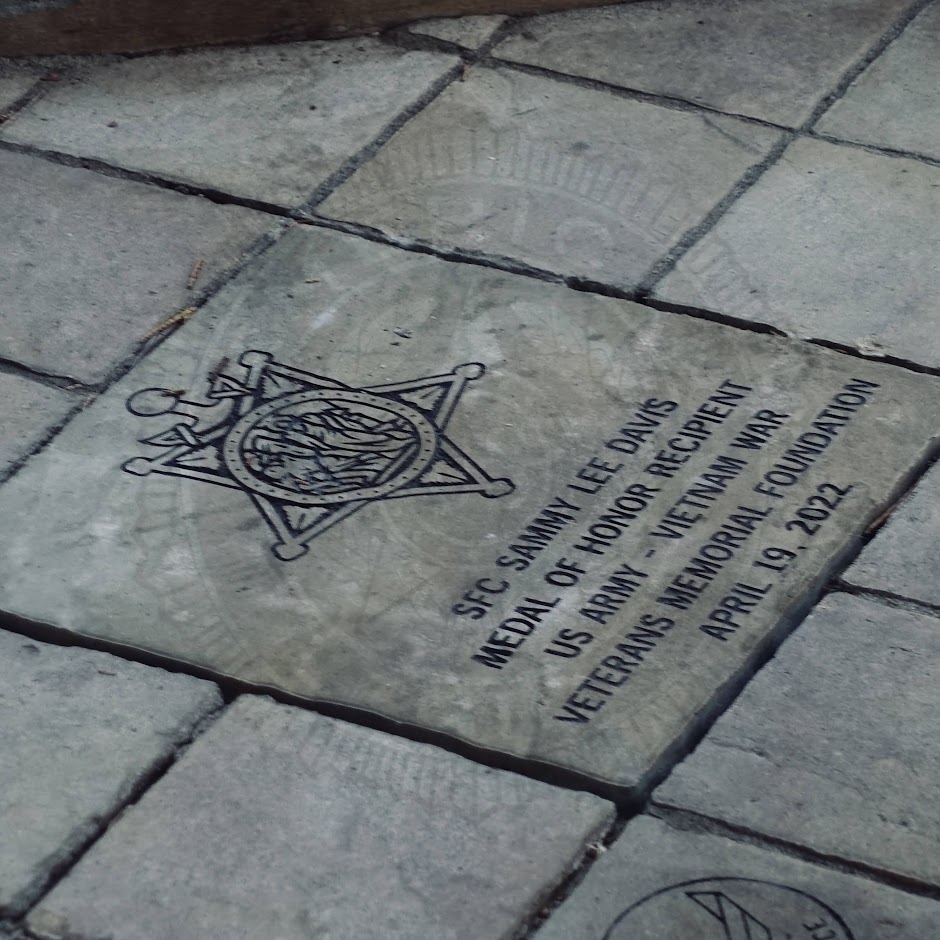 SFC SAMMY LEE DAVIS
MEDAL OF HONOR RECIPIENT
US ARMY - VIETNAM WAR
VETERANS MEMORIAL FOUNDATION
APRIL 19, 2022